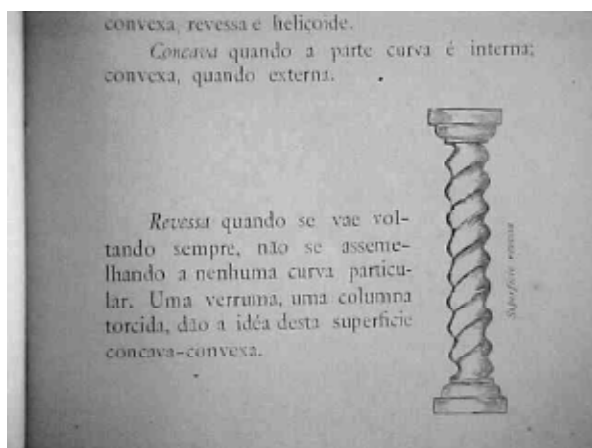 convexa, revessa e heliçoide.
Concava quando a parte curva é interna;
convexa, quando externa.
Revessa quando se vae vol-
tando sempre, não se asseme-
lhando a nenhuma curva particu-
lar. Uma verruma, uma columna
torcida, dão a idéa desta superficie
concava-convexa.
Superficie revessa